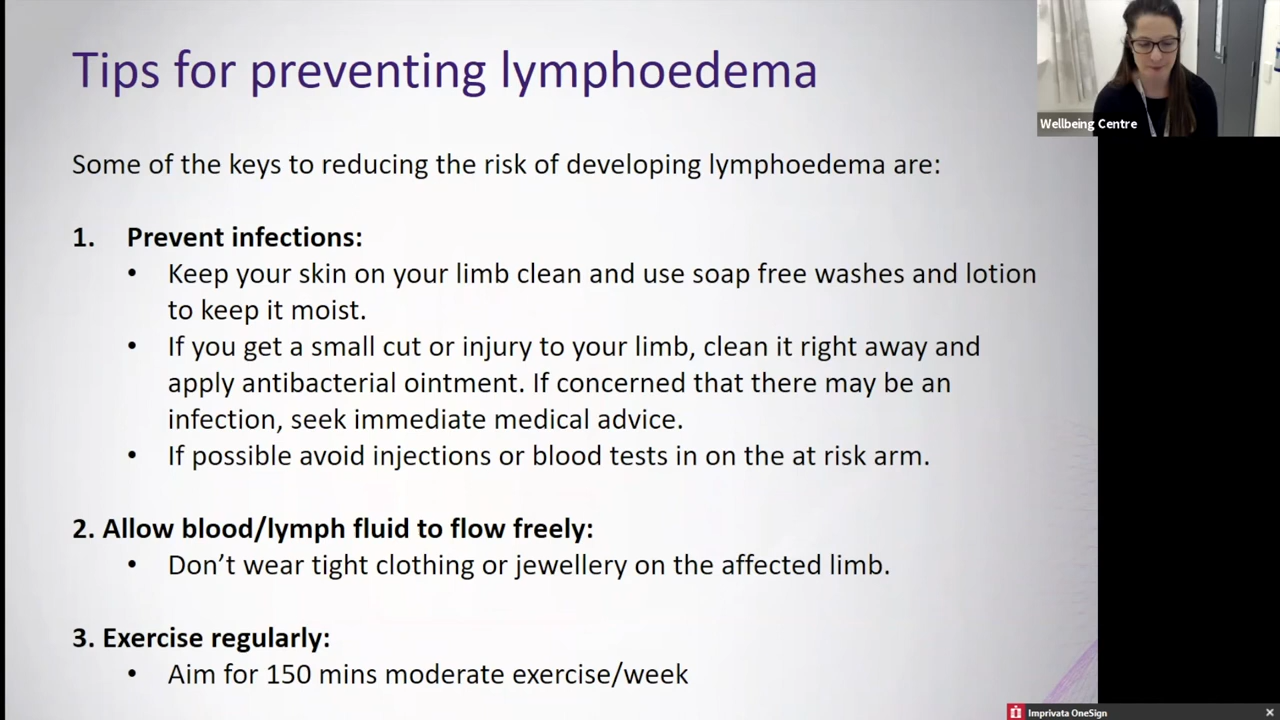 Tips for preventing lymphoedema
Wellbeing Centre
Some of the keys to reducing the risk of developing lymphoedema are:
1. Prevent infections:
• Keep your skin on your limb clean and use soap free washes and lotion
to keep it moist.
• If you get a small cut or injury to your limb, clean it right away and
apply antibacterial ointment. If concerned that there may be an
infection, seek immediate medical advice.
• If possible avoid injections or blood tests in on the at risk arm.
2. Allow blood/lymph fluid to flow freely:
• Don’t wear tight clothing or jewellery on the affected limb.
3. Exercise regularly:
• Aim for 150 mins moderate exercise/week
Imprivata OneSign